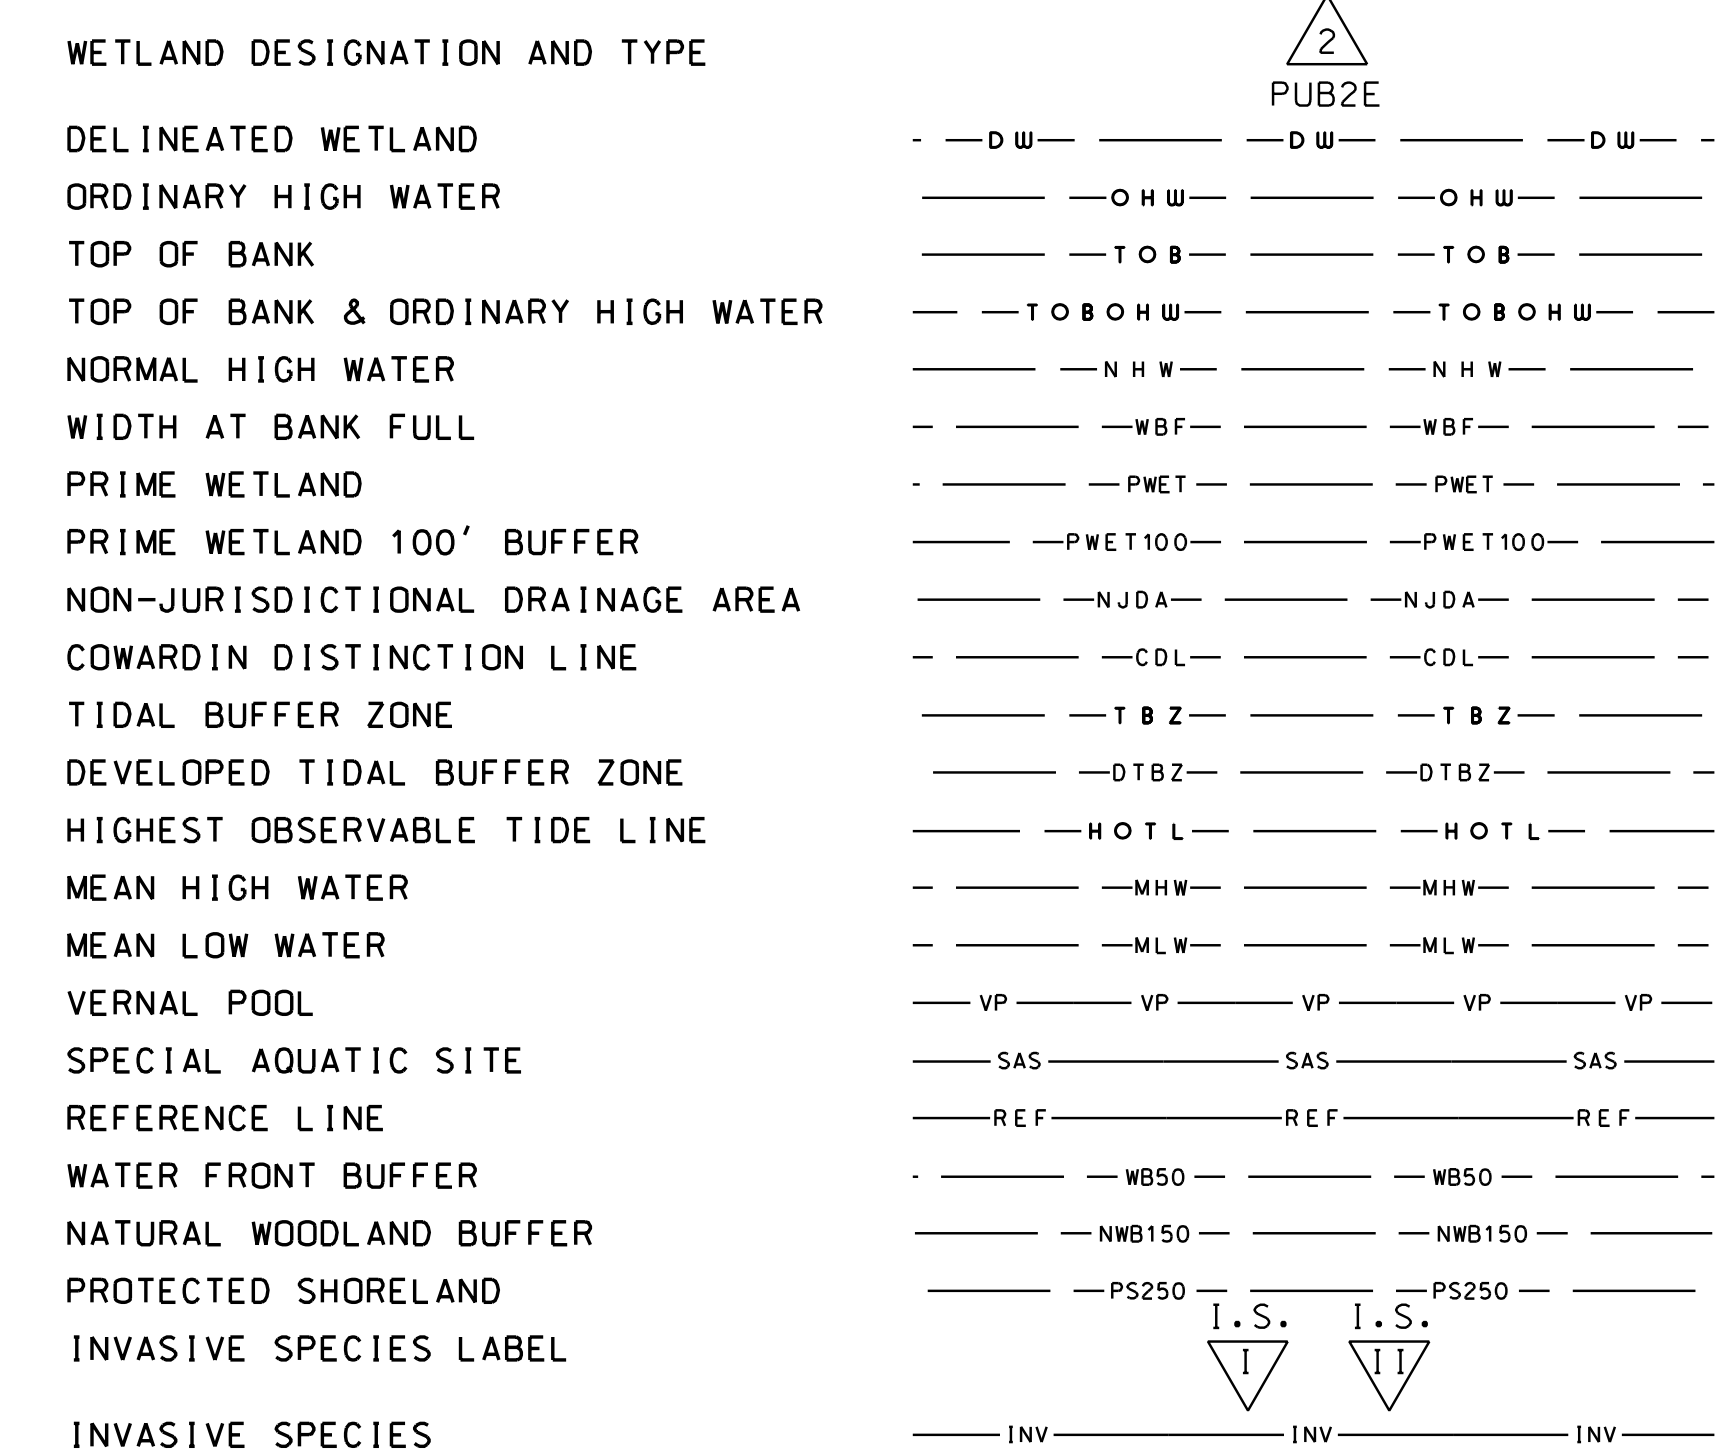 WETLAND DESIGNATION AND TYPE 2
PUB2E
DELINEATED WETLAND DW DW DW
ORDINARY HIGH WATER OHW OHW
TOP OF BANK TOB TOB
TOP OF BANK & ORDINARY HIGH WATER TOBOHW TOBOHW
NORMAL HIGH WATER NHW NHW
WIDTH AT BANK FULL WBF WBF
PRIME WETLAND PWET PWET
PRIME WETLAND 100' BUFFER PWET100 PWET100
NON-JURISDICTIONAL DRAINAGE AREA NJDA NJDA
COWARDIN DISTINCTION LINE CDL CDL
TIDAL BUFFER ZONE TBZ TBZ
DEVELOPED TIDAL BUFFER ZONE DTBZ DTBZ
HIGHEST OBSERVABLE TIDE LINE HOTL HOTL
MEAN HIGH WATER MHW MHW
MEAN LOW WATER MLW MLW
VERNAL POOL VP VP VP VP VP
SPECIAL AQUATIC SITE SAS SAS SAS
REFERENCE LINE REF REF REF
WATER FRONT BUFFER WB50 WB50
NATURAL WOODLAND BUFFER NWB150 NWB150
PROTECTED SHORELAND PS250 PS250
I.S. I.S.
INVASIVE SPECIES LABEL I II
INVASIVE SPECIES INV INV INV